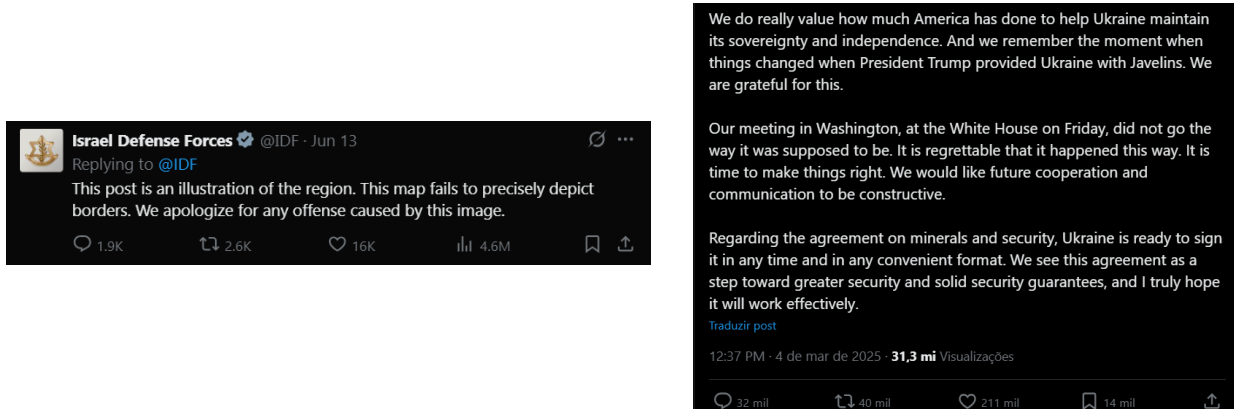 Israel Defense Forces @IDF · Jun 13
Replying to @IDF
This post is an illustration of the region. This map fails to precisely depict
borders. We apologize for any offense caused by this image.
1.9K 2.6K 16K 4.6M
We do really value how much America has done to help Ukraine maintain
its sovereignty and independence. And we remember the moment when
things changed when President Trump provided Ukraine with Javelins. We
are grateful for this.
Our meeting in Washington, at the White House on Friday, did not go the
way it was supposed to be. It is regrettable that it happened this way. It is
time to make things right. We would like future cooperation and
communication to be constructive.
Regarding the agreement on minerals and security, Ukraine is ready to sign
it in any time and in any convenient format. We see this agreement as a
step toward greater security and solid security guarantees, and I truly hope
it will work effectively.
Traduzir post
12:37 PM · 4 de mar de 2025 · 31,3 mi Visualizações
32 mil 40 mil 211 mil 14 mil